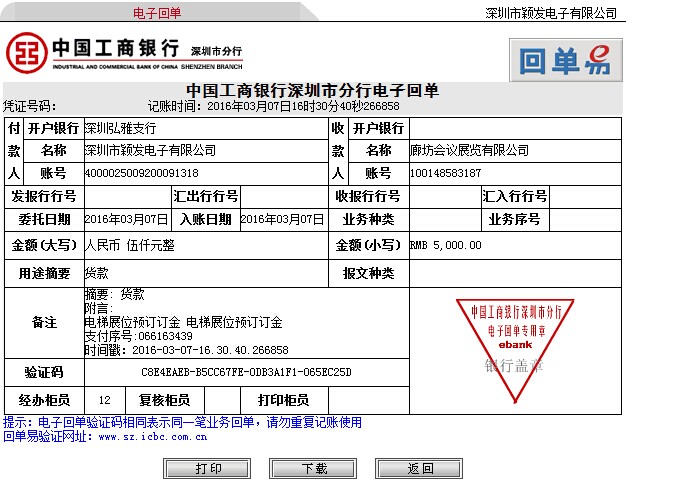 电子回单
深圳市颖发电子有限公司
中国工商银行 深圳市分行
INDUSTRIAL AND COMMERCIAL BANK OF CHINA SHENZHEN BRANCH
回单易
中国工商银行深圳市分行电子回单
凭证号码: 记账时间: 2016年03月07日16时30分40秒266858
付款人 开户银行 深圳弘雅支行 收款人 开户银行
名称 深圳市颖发电子有限公司 名称 廊坊会议展览有限公司
账号 4000025009200091318 账号 100148583187
发报行行号 汇出行行号 收报行行号 汇入行行号
委托日期 2016年03月07日 入账日期 2016年03月07日 业务种类 业务序号
金额(大写) 人民币 伍仟元整 金额(小写) RMB 5,000.00
用途摘要 货款 报文种类
备注
摘要: 货款
附言:
电梯展位预订订金 电梯展位预订订金
支付序号:066163439
时间戳: 2016-03-07-16.30.40.266858
中国工商银行深圳市分行
电子回单专用章
ebank
银行盖章
验证码 C8E4EAEB-B5CC67FE-0DB3A1F1-065EC25D
经办柜员 12 复核柜员 打印柜员
提示: 电子回单验证码相同表示同一笔业务回单，请勿重复记账使用
回单易验证网址: www.sz.icbc.com.cn
打印 下载 返回